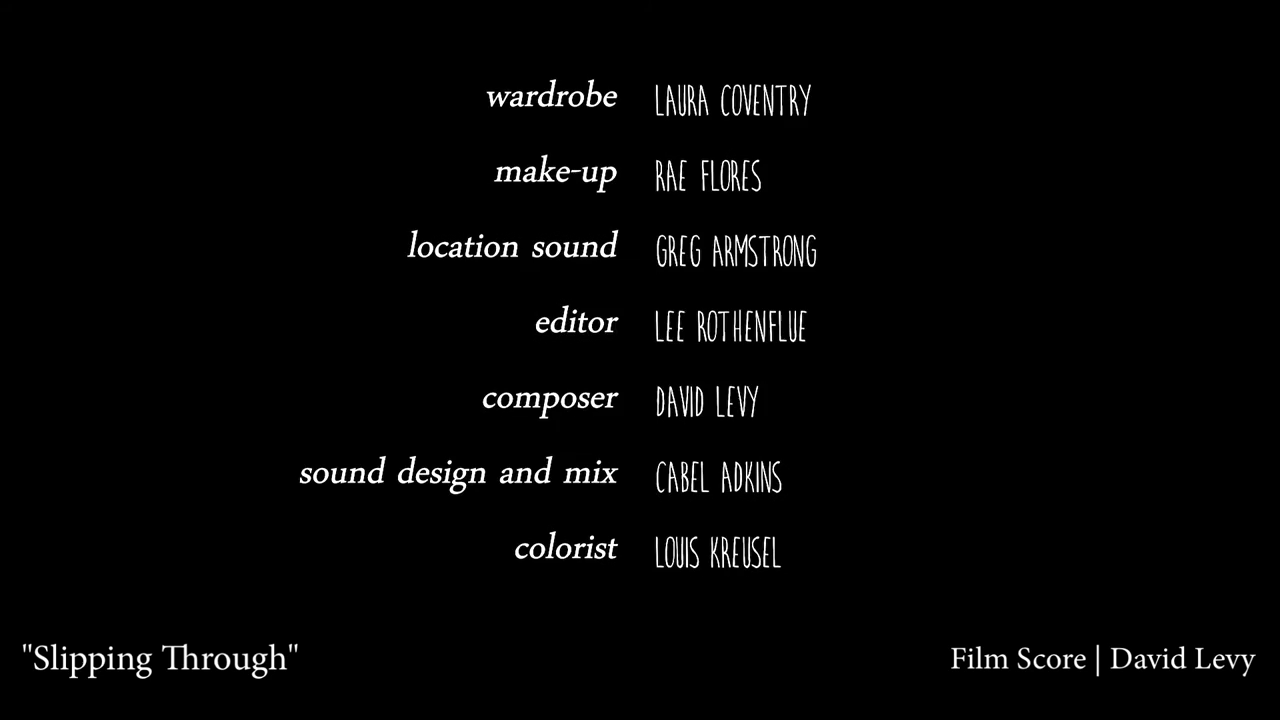 wardrobe LAURA COVENTRY
make-up RAE FLORES
location sound GREG ARMSTRONG
editor LEE ROTHENFLUE
composer DAVID LEVY
sound design and mix CABEL ADKINS
colorist LOUIS KREUSEL
"Slipping Through" Film Score | David Levy